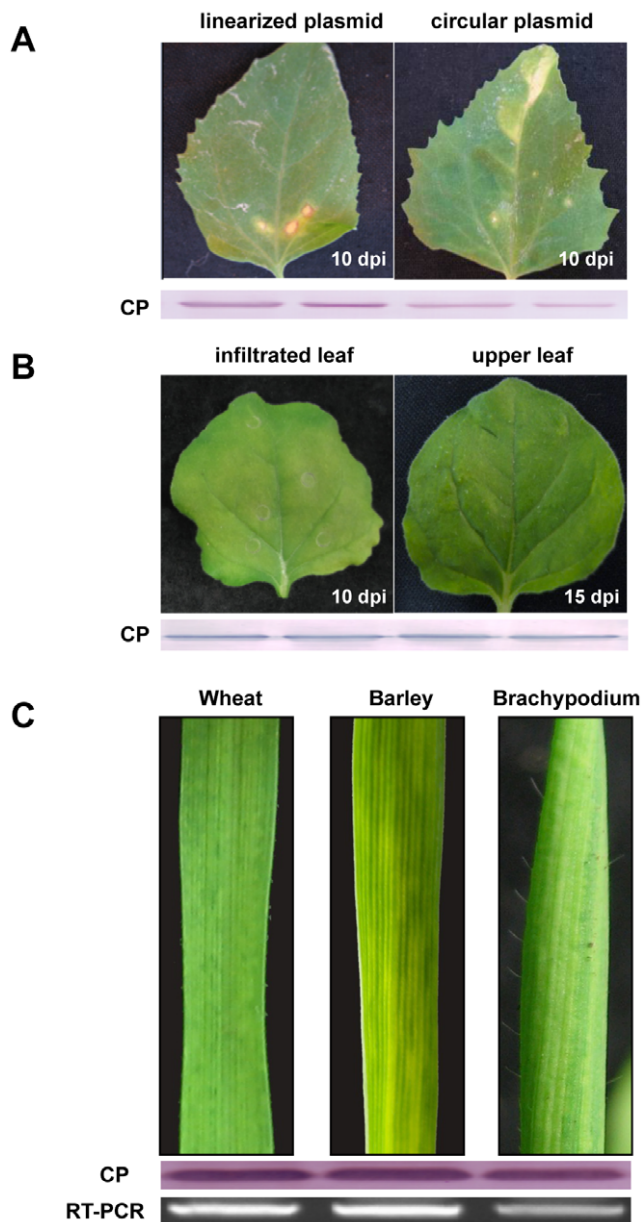 A
linearized plasmid circular plasmid
10 dpi 10 dpi
CP
B
infiltrated leaf upper leaf
10 dpi 15 dpi
CP
C
Wheat Barley Brachypodium
CP
RT-PCR